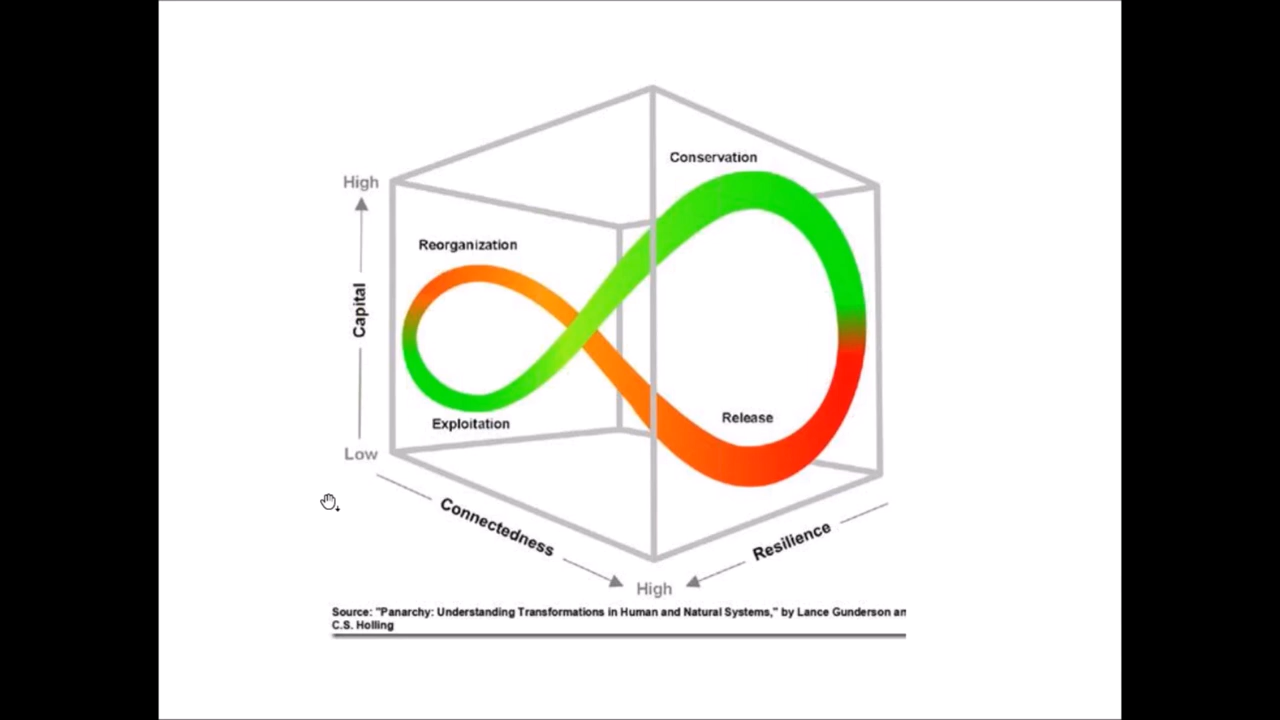 Conservation
High
Reorganization
Capital
Exploitation
Release
Low
Connectedness
Resilience
High
Source: "Panarchy: Understanding Transformations in Human and Natural Systems," by Lance Gunderson an
C.S. Holling